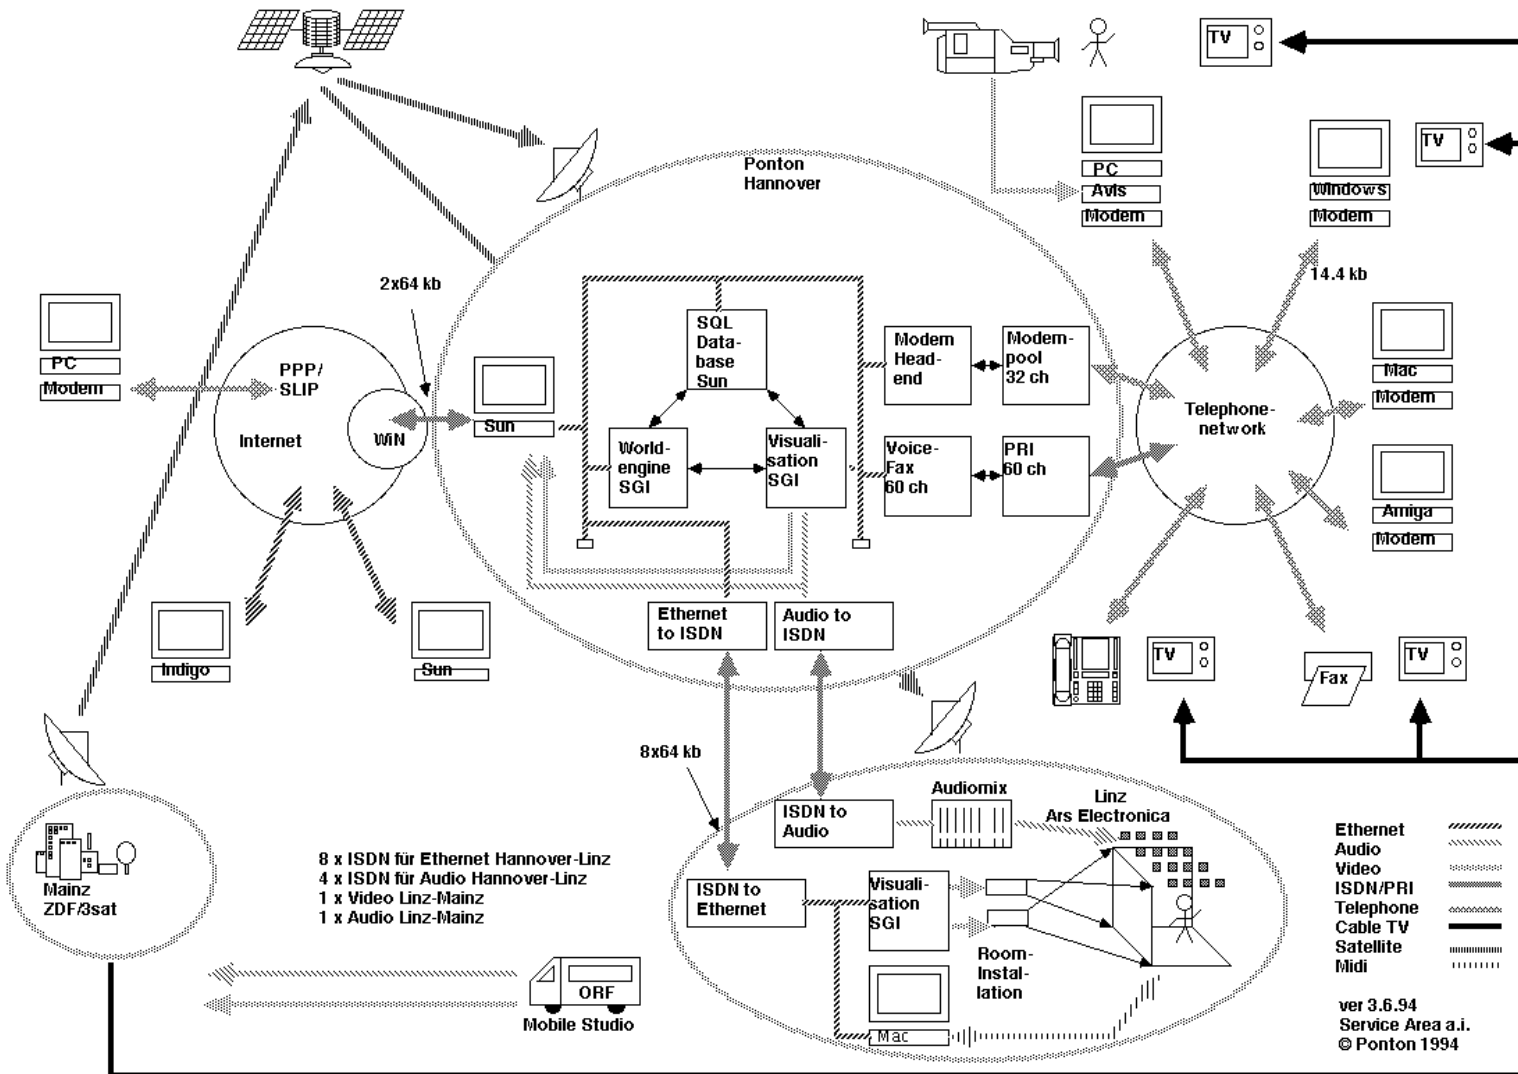 TV
Ponton
Hannover
PC
Avis
Modem
Windows
Modem
TV
14.4 kb
2x64 kb
PC
Modem
PPP/
SLIP
Internet
WiN
Sun
SQL
Data-
base
Sun
World-
engine
SGI
Visuali-
sation
SGI
Modem
Head-
end
Modem-
pool
32 ch
Voice-
Fax
60 ch
PRI
60 ch
Telephone-
network
Mac
Modem
Amiga
Modem
Indigo
Sun
Ethernet
to ISDN
Audio to
ISDN
TV
Fax
TV
8x64 kb
ISDN to
Audio
Audiomix
Linz
Ars Electronica
ISDN to
Ethernet
Visuali-
sation
SGI
Room-
Instal-
lation
Mac
Mainz
ZDF/3sat
8 x ISDN für Ethernet Hannover-Linz
4 x ISDN für Audio Hannover-Linz
1 x Video Linz-Mainz
1 x Audio Linz-Mainz
ORF
Mobile Studio
Ethernet
Audio
Video
ISDN/PRI
Telephone
Cable TV
Satellite
Midi
ver 3.6.94
Service Area a.i.
© Ponton 1994